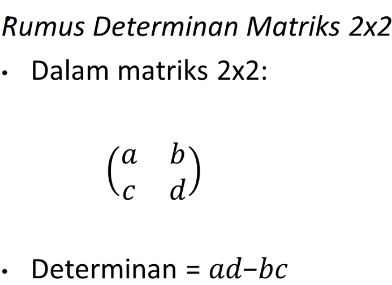 Rumus Determinan Matriks 2x2
• Dalam matriks 2x2:
(a b
c d)
• Determinan = ad−bc